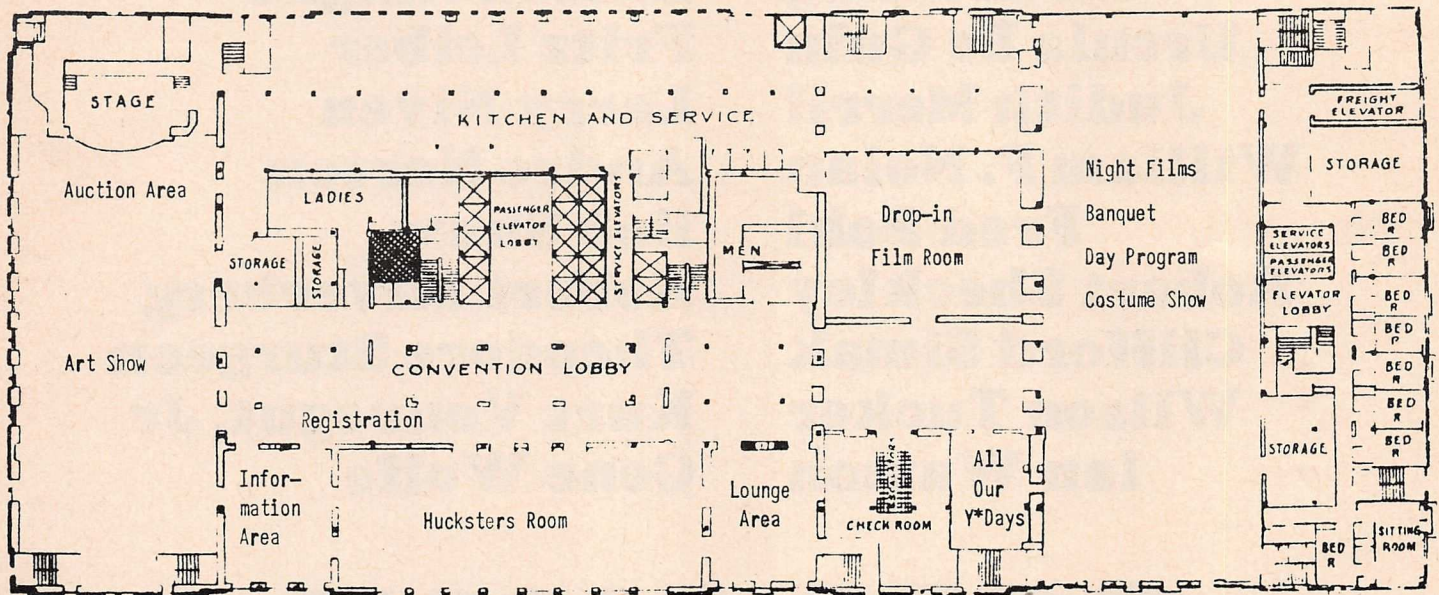 STAGE
Auction Area
Art Show
KITCHEN AND SERVICE
LADIES
STORAGE
STORAGE
PASSENGER
ELEVATOR
LOBBY
SERVICE ELEVATORS
MEN
CONVENTION LOBBY
Registration
Infor-
mation
Area
Hucksters Room
Lounge
Area
Drop-in
Film Room
ESCALATORS
CHECK ROOM
All
Our
Y*Days
Night Films
Banquet
Day Program
Costume Show
FREIGHT
ELEVATOR
STORAGE
SERVICE
ELEVATORS
PASSENGER
ELEVATORS
ELEVATOR
LOBBY
STORAGE
BED
R
BED
R
BED
R
BED
R
BED
R
BED
R
BED
R
BED
R
SITTING
ROOM